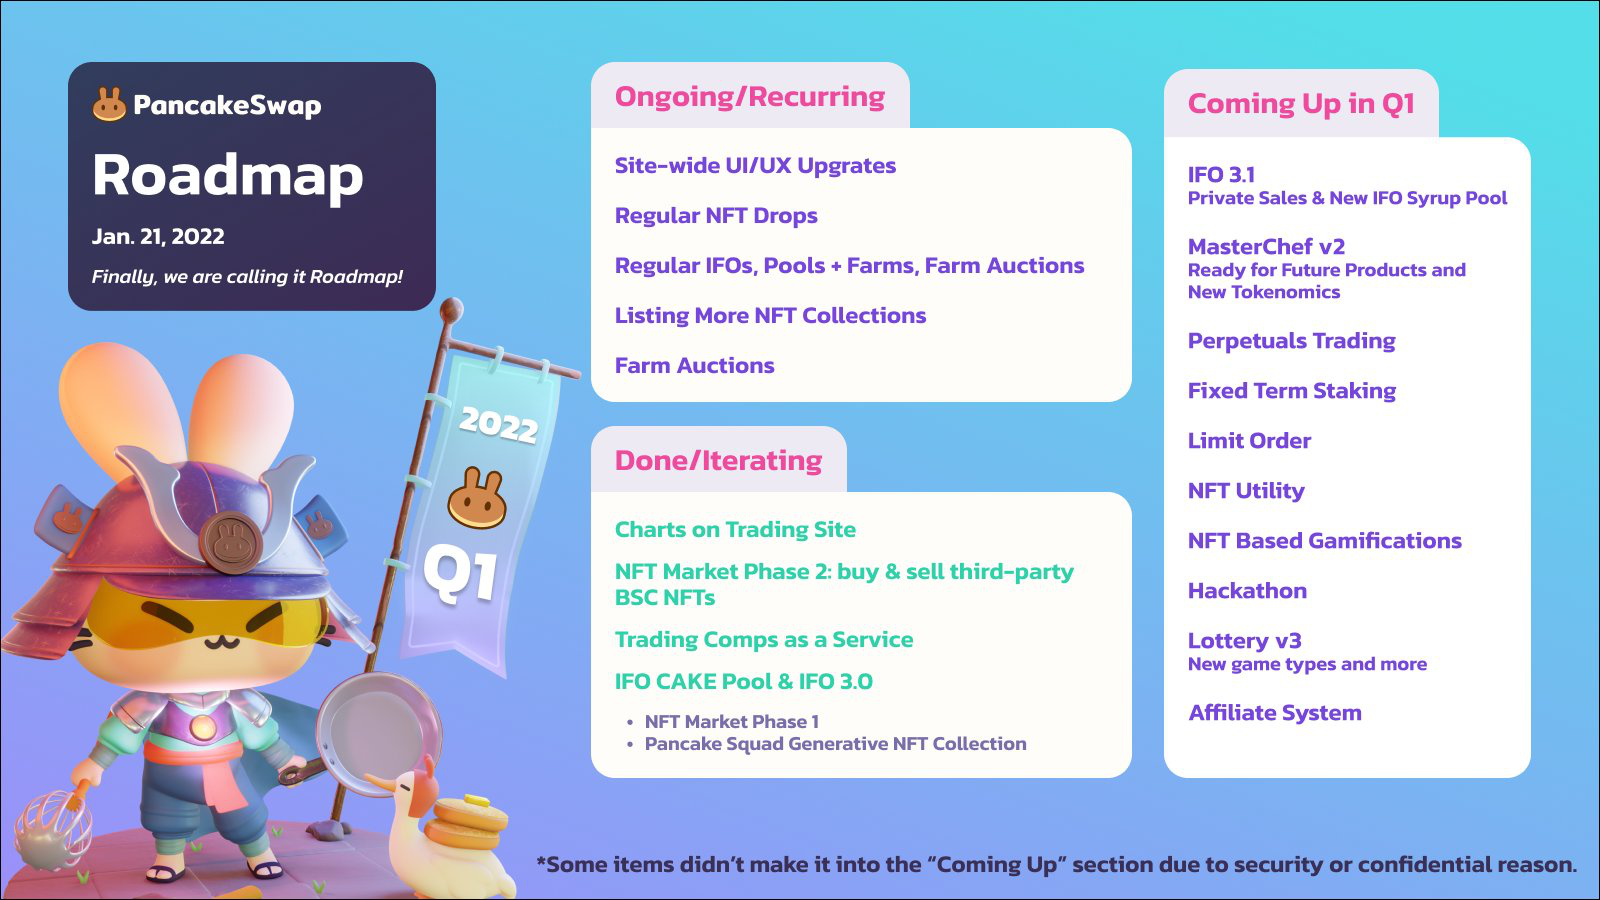 PancakeSwap
Roadmap
Jan. 21, 2022
Finally, we are calling it Roadmap!
2022
Q1
Ongoing/Recurring
Site-wide UI/UX Upgrates
Regular NFT Drops
Regular IFOs, Pools + Farms, Farm Auctions
Listing More NFT Collections
Farm Auctions
Done/Iterating
Charts on Trading Site
NFT Market Phase 2: buy & sell third-party
BSC NFTs
Trading Comps as a Service
IFO CAKE Pool & IFO 3.0
• NFT Market Phase 1
• Pancake Squad Generative NFT Collection
Coming Up in Q1
IFO 3.1
Private Sales & New IFO Syrup Pool
MasterChef v2
Ready for Future Products and
New Tokenomics
Perpetuals Trading
Fixed Term Staking
Limit Order
NFT Utility
NFT Based Gamifications
Hackathon
Lottery v3
New game types and more
Affiliate System
*Some items didn't make it into the “Coming Up” section due to security or confidential reason.